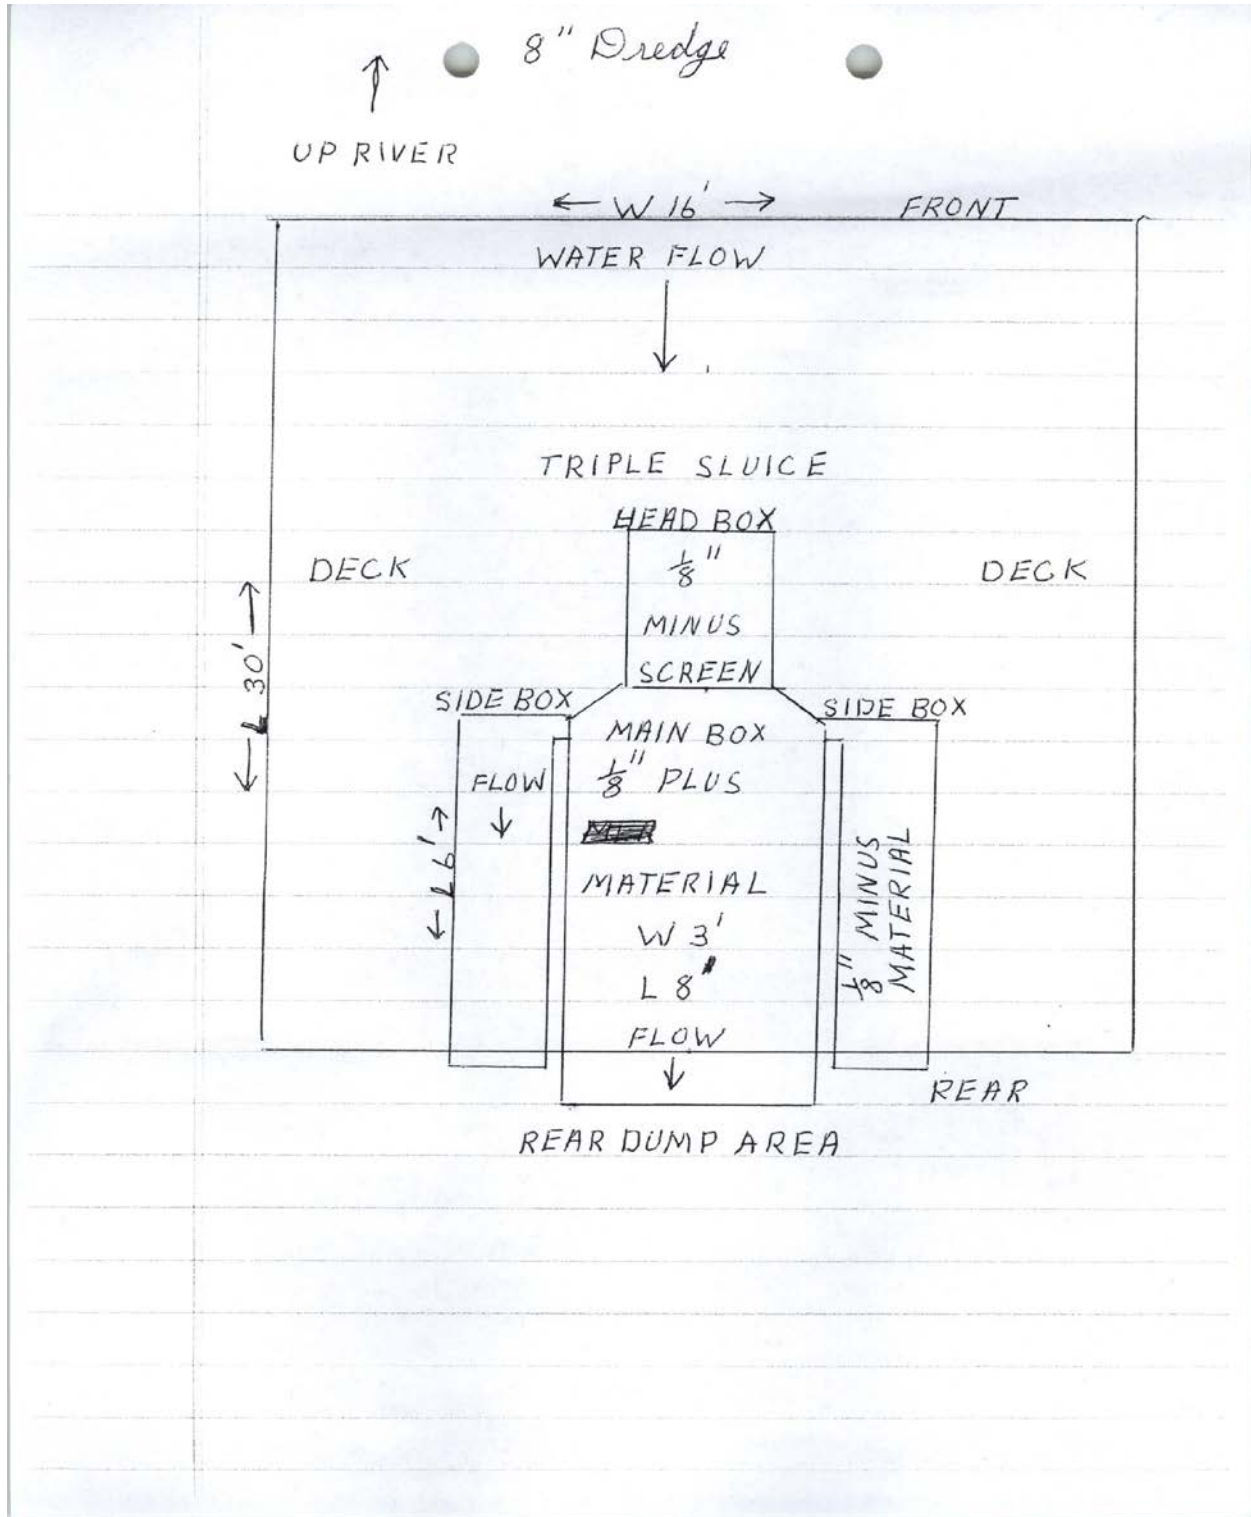 8" Dredge
UP RIVER
W 16'
FRONT
WATER FLOW
TRIPLE SLUICE
HEAD BOX
1/8"
DECK
DECK
MINUS
SCREEN
L 30'
SIDE BOX
SIDE BOX
MAIN BOX
FLOW
1/8" PLUS
L 6'
MATERIAL
1/8" MINUS
MATERIAL
W 3'
L 8'
FLOW
REAR
REAR DUMP AREA